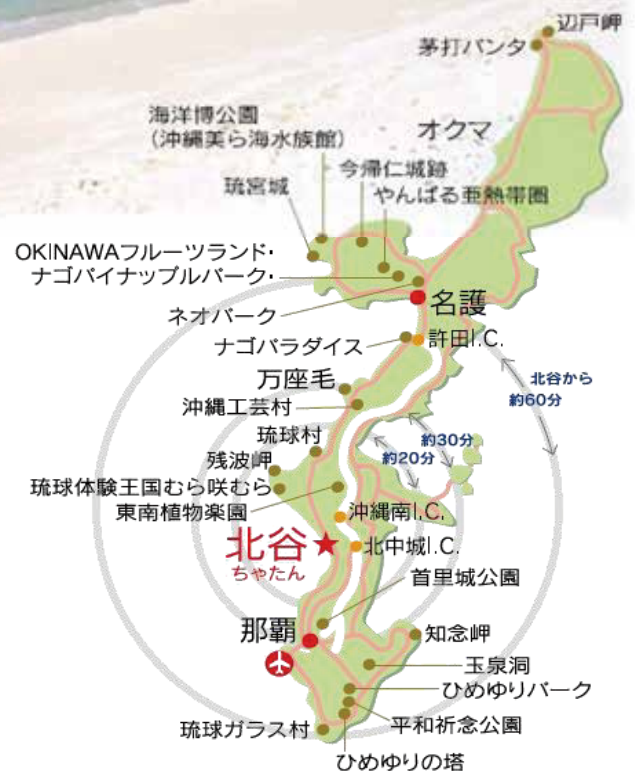 辺戸岬
茅打バンタ
海洋博公園
（沖縄美ら海水族館）
オクマ
今帰仁城跡
琉宮城
やんばる亜熱帯園
OKINAWAフルーツランド・
ナゴパイナップルパーク・
ネオパーク
名護
ナゴパラダイス
許田I.C.
万座毛
北谷から
約60分
沖縄工芸村
琉球村
約30分
残波岬
約20分
琉球体験王国むら咲むら
東南植物楽園
沖縄南I.C.
北谷
北中城I.C.
ちゃたん
首里城公園
那覇
知念岬
玉泉洞
ひめゆりパーク
琉球ガラス村
平和祈念公園
ひめゆりの塔